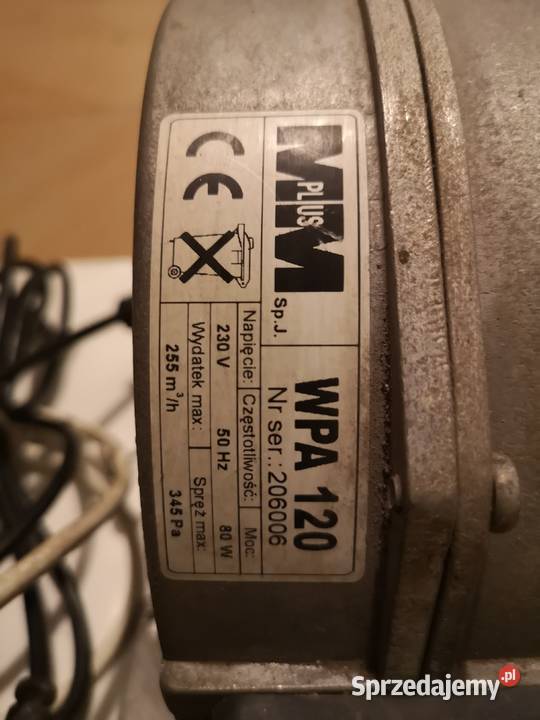 M PLUS M Sp.J.
WPA 120
Nr ser.: 206006
Napięcie: Częstotliwość: Moc:
230 V 50 Hz 80 W
Wydatek max: Spręż max:
255 m³/h 345 Pa
CE
Sprzedajemy.pl